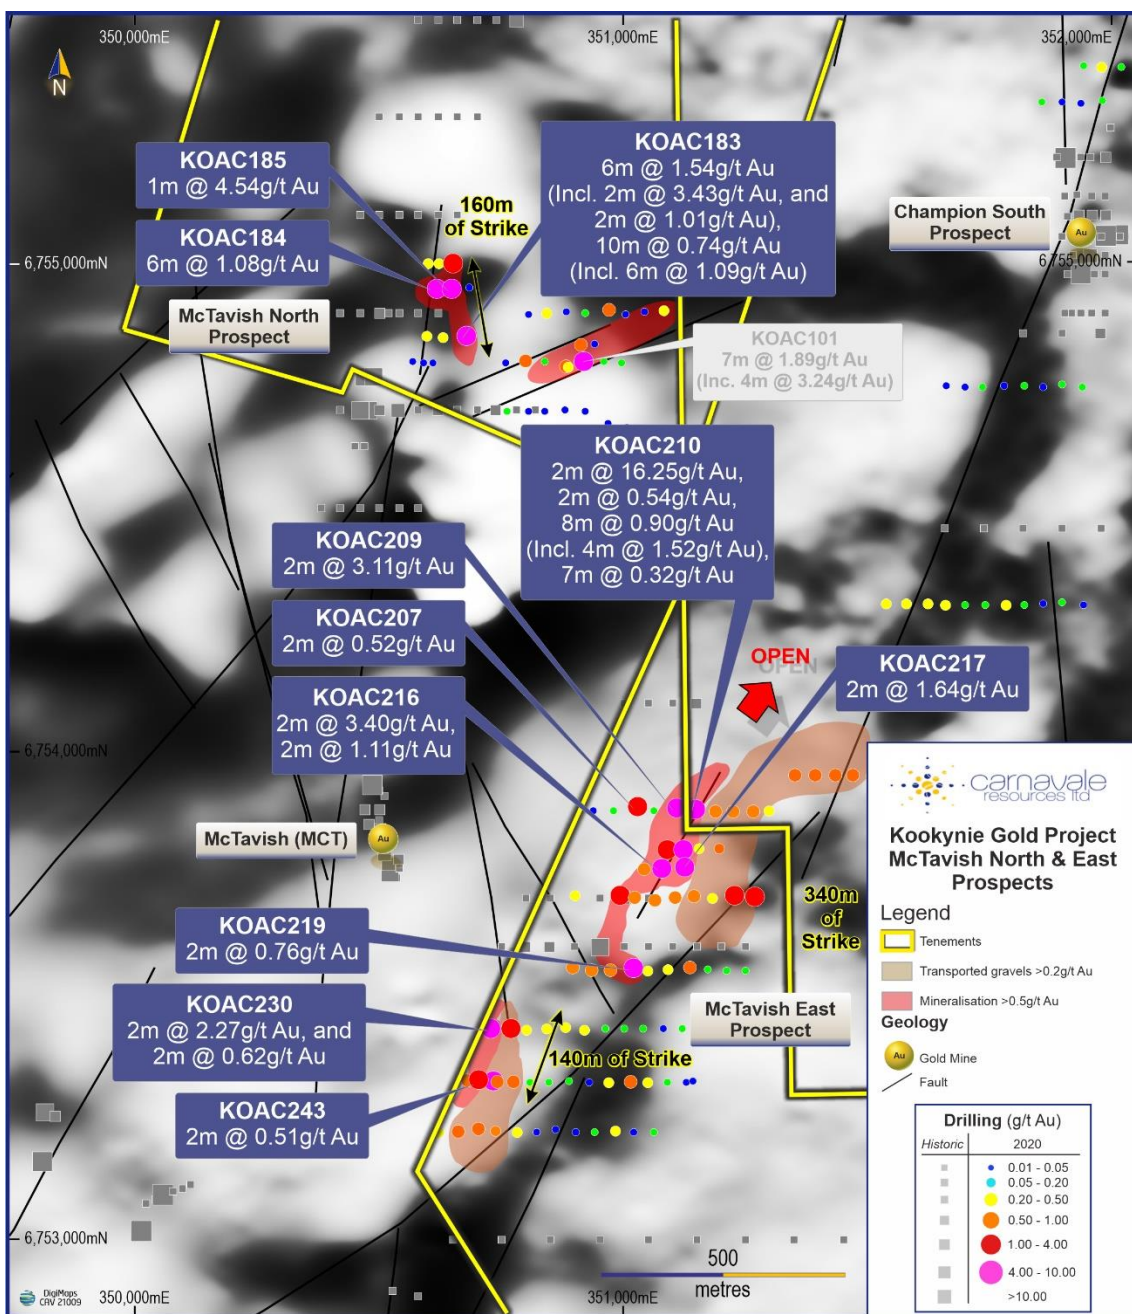 350,000mE
351,000mE
352,000mE
N
KOAC185
1m @ 4.54g/t Au
KOAC184
6m @ 1.08g/t Au
160m
of Strike
KOAC183
6m @ 1.54g/t Au
(Incl. 2m @ 3.43g/t Au, and
2m @ 1.01g/t Au),
10m @ 0.74g/t Au
(Incl. 6m @ 1.09g/t Au)
Champion South
Prospect
Au
6,755,000mN
6,755,000mN
McTavish North
Prospect
KOAC101
7m @ 1.89g/t Au
(Inc. 4m @ 3.24g/t Au)
KOAC210
2m @ 16.25g/t Au,
2m @ 0.54g/t Au,
8m @ 0.90g/t Au
(Incl. 4m @ 1.52g/t Au),
7m @ 0.32g/t Au
KOAC209
2m @ 3.11g/t Au
KOAC207
2m @ 0.52g/t Au
KOAC216
2m @ 3.40g/t Au,
2m @ 1.11g/t Au
OPEN
KOAC217
2m @ 1.64g/t Au
6,754,000mN
McTavish (MCT)
Au
KOAC219
2m @ 0.76g/t Au
KOAC230
2m @ 2.27g/t Au, and
2m @ 0.62g/t Au
KOAC243
2m @ 0.51g/t Au
340m
of
Strike
McTavish East
Prospect
140m of Strike
6,753,000mN
500
metres
350,000mE
351,000mE
DigiMaps
CAV 21009
carnavale
resources ltd
Kookynie Gold Project
McTavish North & East
Prospects
Legend
Tenements
Transported gravels >0.2g/t Au
Mineralisation >0.5g/t Au
Geology
Au
Gold Mine
Fault
Drilling (g/t Au)
Historic 2020
0.01 - 0.05
0.05 - 0.20
0.20 - 0.50
0.50 - 1.00
1.00 - 4.00
4.00 - 10.00
>10.00